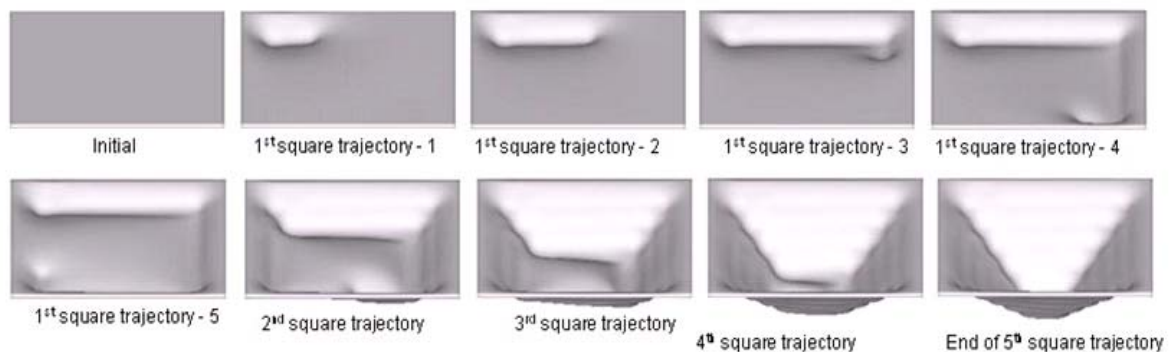 Initial
1st square trajectory - 1
1st square trajectory - 2
1st square trajectory - 3
1st square trajectory - 4
1st square trajectory - 5
2nd square trajectory
3rd square trajectory
4th square trajectory
End of 5th square trajectory